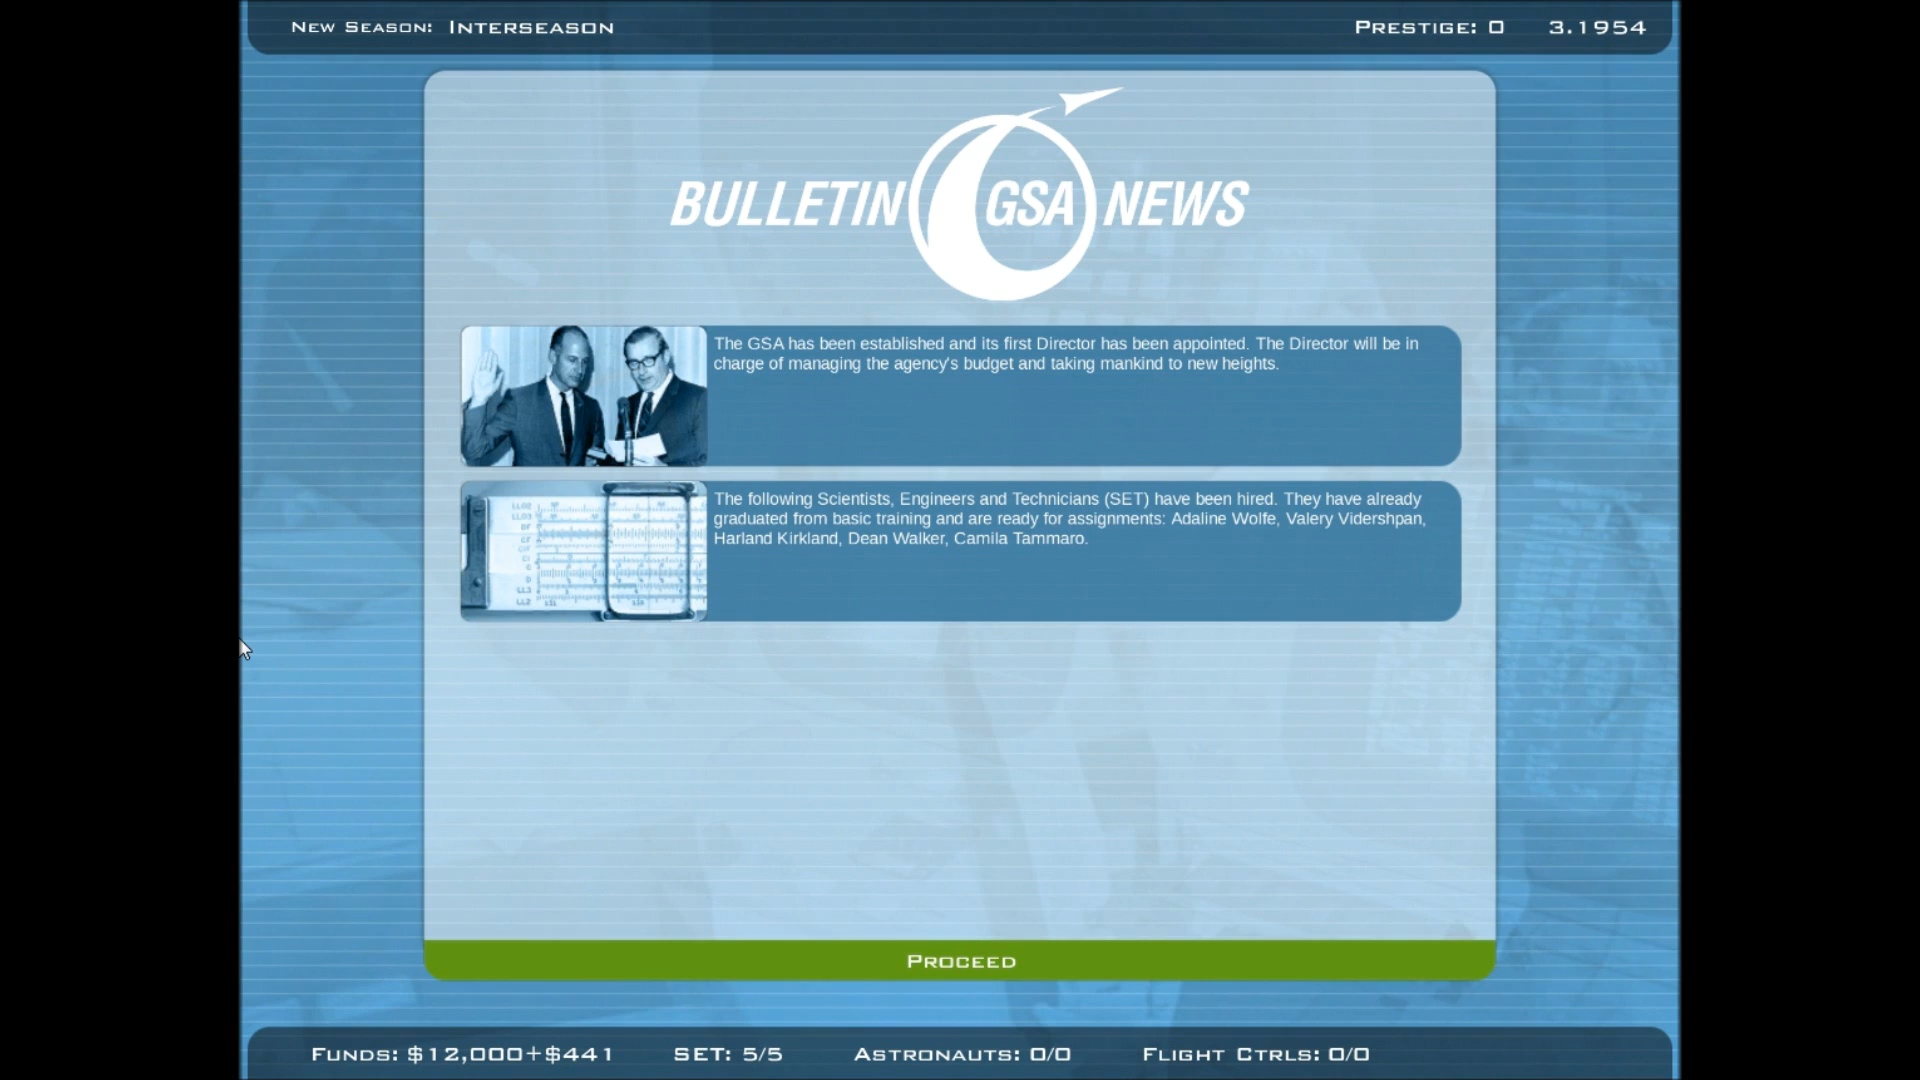 New Season: Interseason
Prestige: 0 3.1954
BULLETIN GSA NEWS
The GSA has been established and its first Director has been appointed. The Director will be in
charge of managing the agency's budget and taking mankind to new heights.
The following Scientists, Engineers and Technicians (SET) have been hired. They have already
graduated from basic training and are ready for assignments: Adaline Wolfe, Valery Vidershpan,
Harland Kirkland, Dean Walker, Camila Tammaro.
Proceed
Funds: $12,000+$441 SET: 5/5 Astronauts: 0/0 Flight Ctrls: 0/0